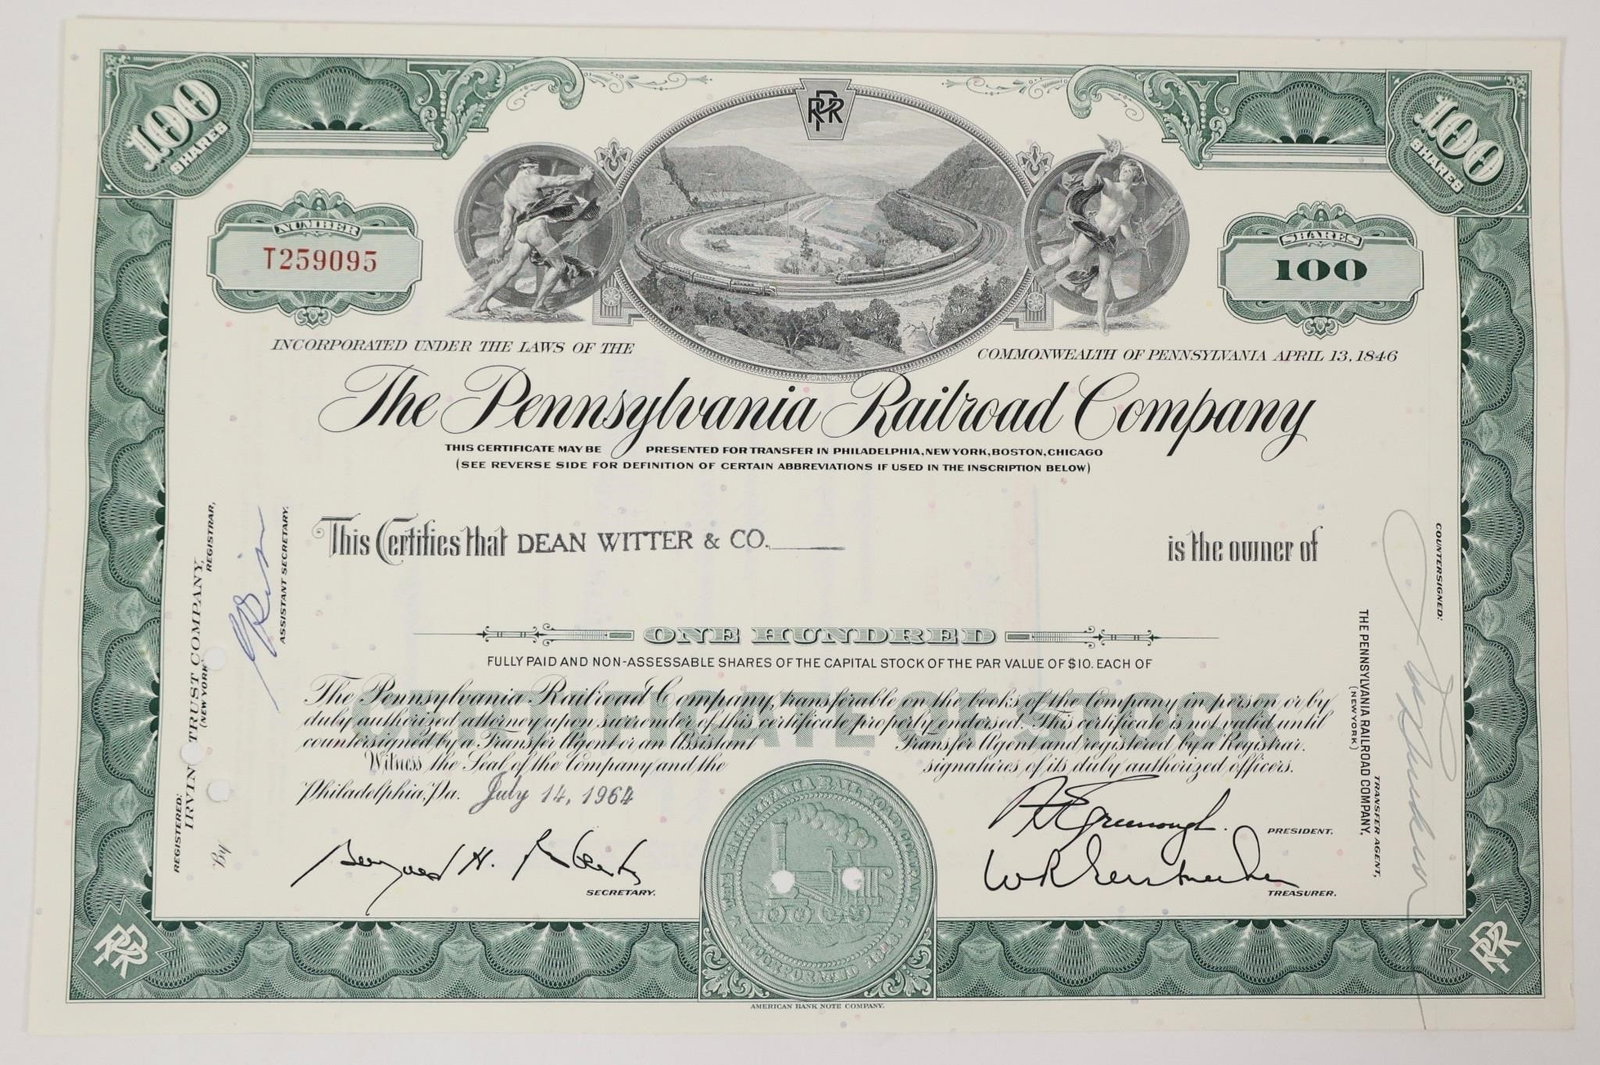 100 SHARES
PRR
100 SHARES
NUMBER
T259095
SHARES
100
INCORPORATED UNDER THE LAWS OF THE
COMMONWEALTH OF PENNSYLVANIA APRIL 13, 1846
The Pennsylvania Railroad Company
THIS CERTIFICATE MAY BE PRESENTED FOR TRANSFER IN PHILADELPHIA, NEW YORK, BOSTON, CHICAGO
(SEE REVERSE SIDE FOR DEFINITION OF CERTAIN ABBREVIATIONS IF USED IN THE INSCRIPTION BELOW)
This Certifies that DEAN WITTER & CO. is the owner of
ONE HUNDRED
FULLY PAID AND NON-ASSESSABLE SHARES OF THE CAPITAL STOCK OF THE PAR VALUE OF $10. EACH OF
The Pennsylvania Railroad Company, transferable on the books of the Company in person or by
duly authorized attorney upon surrender of this certificate properly endorsed. This certificate is not valid until
countersigned by a Transfer Agent or an Assistant Transfer Agent and registered by a Registrar.
Witness the Seal of the Company and the signatures of its duly authorized officers.
Philadelphia, Pa. July 14, 1964
PRESIDENT.
SECRETARY.
TREASURER.
REGISTERED:
IRVING TRUST COMPANY,
(NEW YORK)
REGISTRAR,
By
ASSISTANT SECRETARY.
COUNTERSIGNED:
THE PENNSYLVANIA RAILROAD COMPANY,
(NEW YORK)
TRANSFER AGENT,
PRR
PRR
AMERICAN BANK NOTE COMPANY.